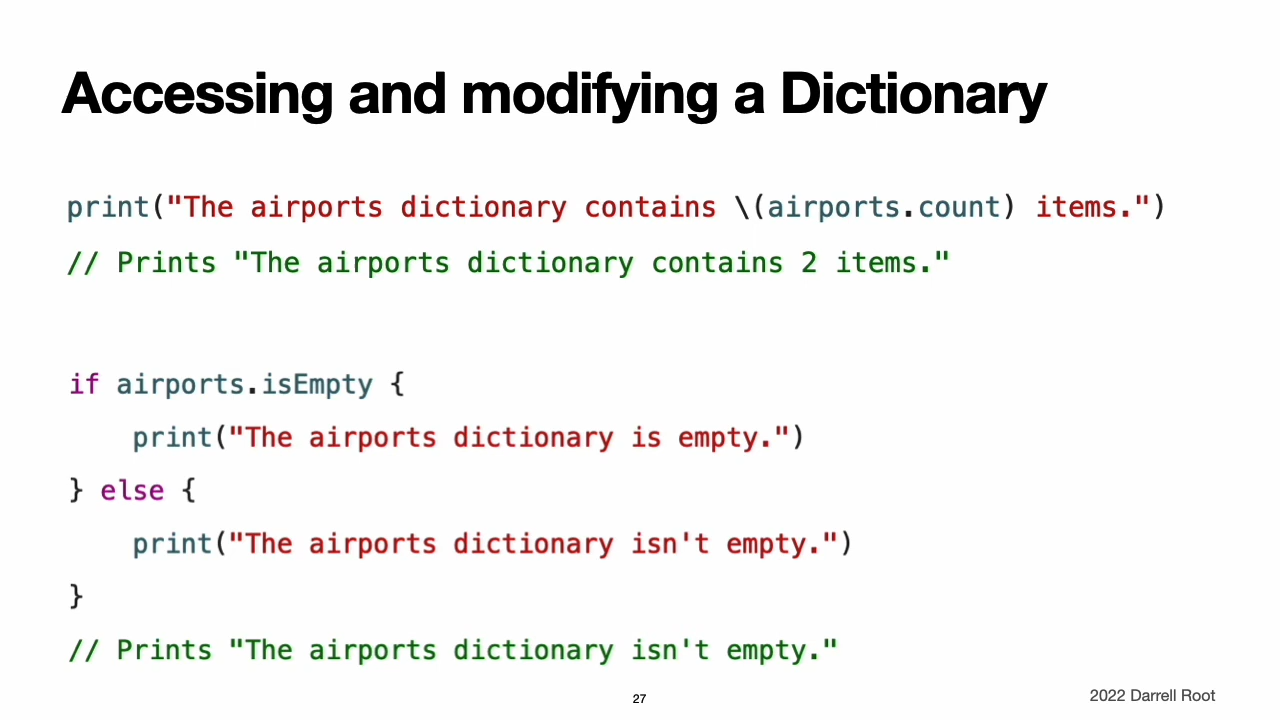 Accessing and modifying a Dictionary
print("The airports dictionary contains \(airports.count) items.")
// Prints "The airports dictionary contains 2 items."
if airports.isEmpty {
    print("The airports dictionary is empty.")
} else {
    print("The airports dictionary isn't empty.")
}
// Prints "The airports dictionary isn't empty."
27
2022 Darrell Root